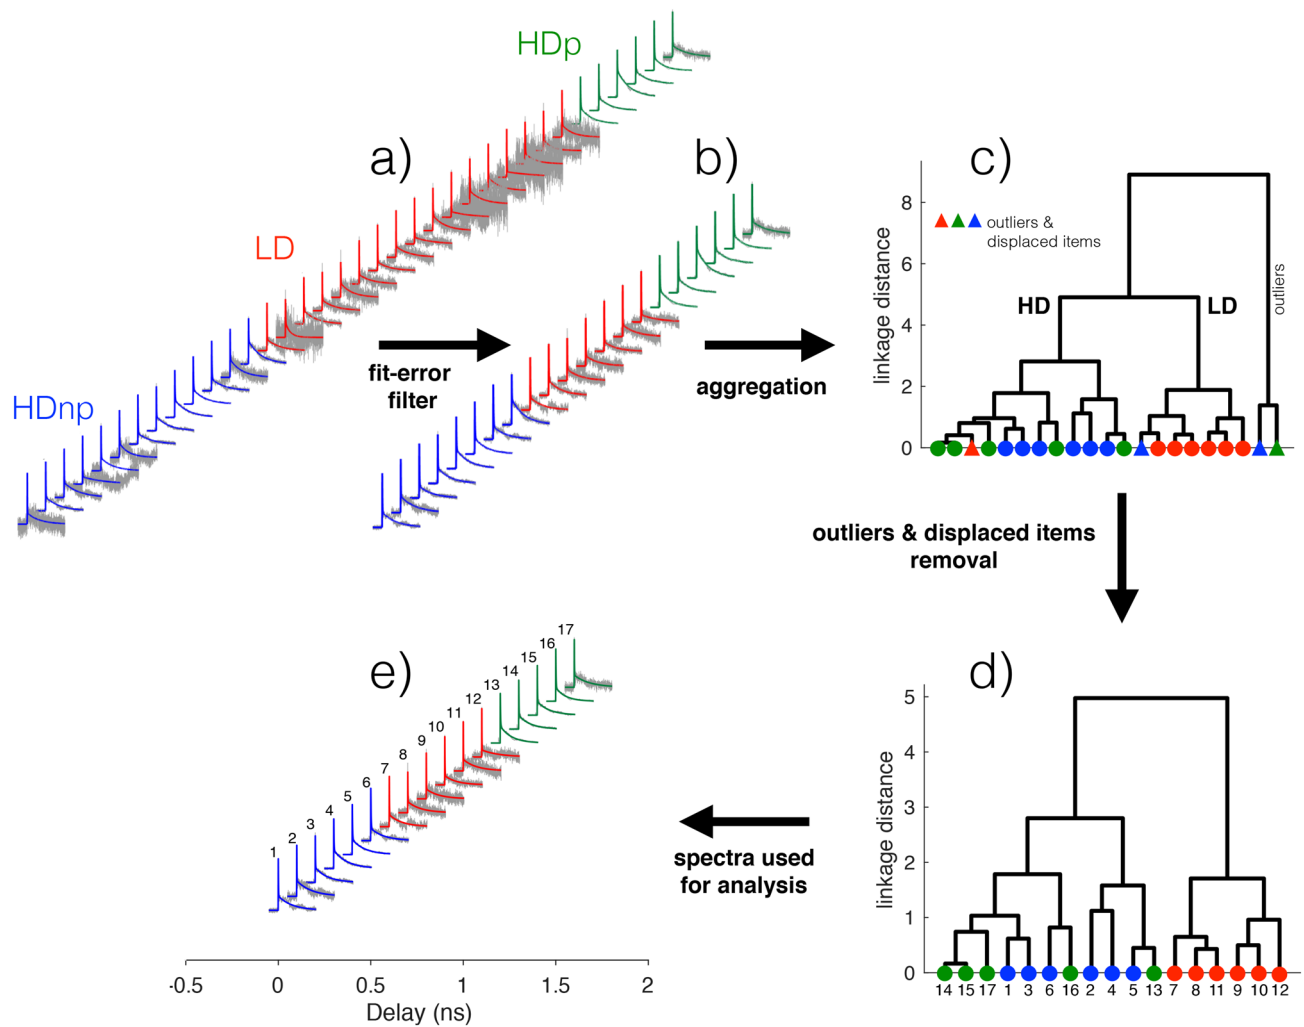 HDp
a)
b)
c)
LD
HDnp
fit-error
filter
aggregation
8
6
4
2
0
linkage distance
outliers &
displaced items
outliers
HD
LD
outliers & displaced items
removal
e)
1
2
3
4
5
6
7
8
9
10
11
12
13
14
15
16
17
-0.5
0
0.5
1
1.5
2
Delay (ns)
spectra used
for analysis
d)
5
4
3
2
1
0
linkage distance
14 15 17 1 3 6 16 2 4 5 13 7 8 11 9 10 12